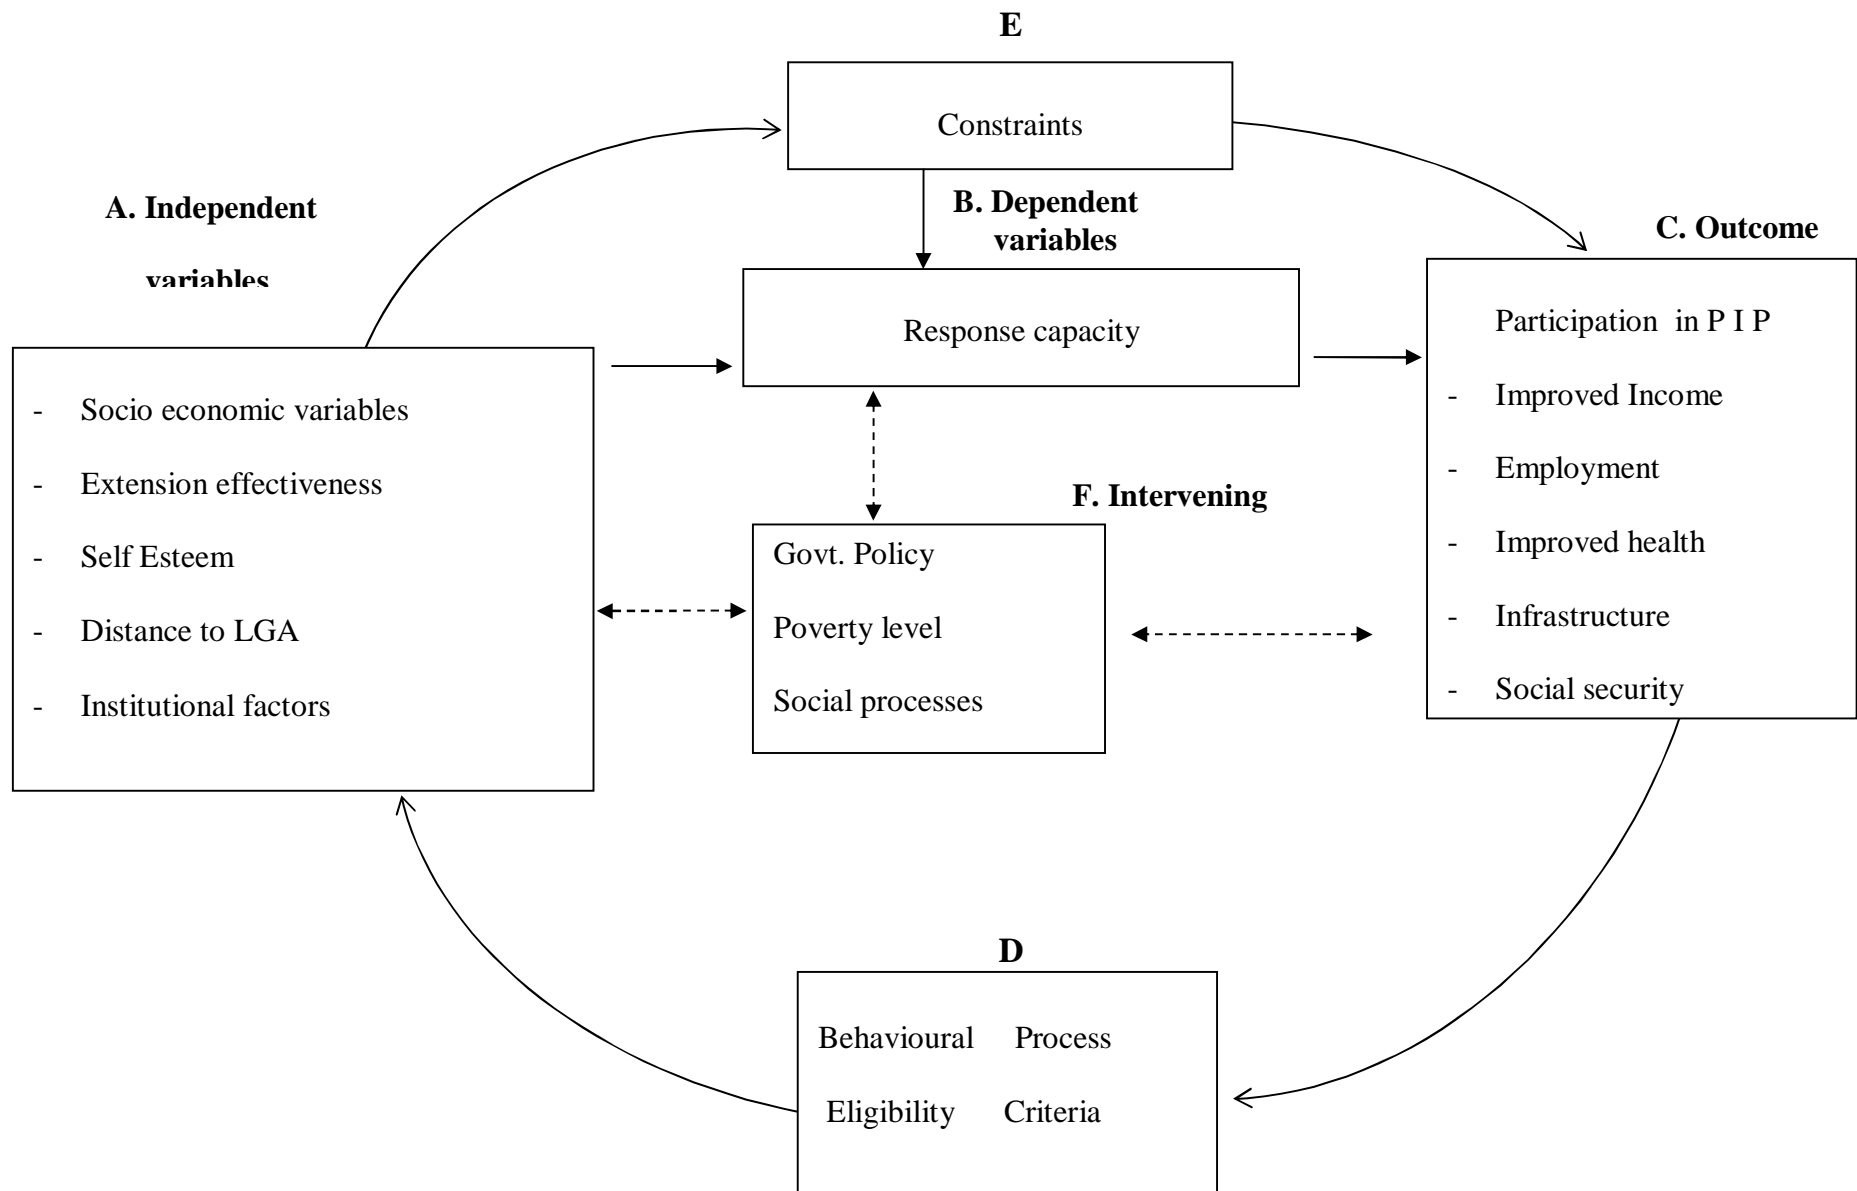 E
Constraints
A. Independent
variables
B. Dependent
variables
C. Outcome
Response capacity
- Socio economic variables
- Extension effectiveness
- Self Esteem
- Distance to LGA
- Institutional factors
F. Intervening
Govt. Policy
Poverty level
Social processes
Participation in P I P
- Improved Income
- Employment
- Improved health
- Infrastructure
- Social security
D
Behavioural Process
Eligibility Criteria